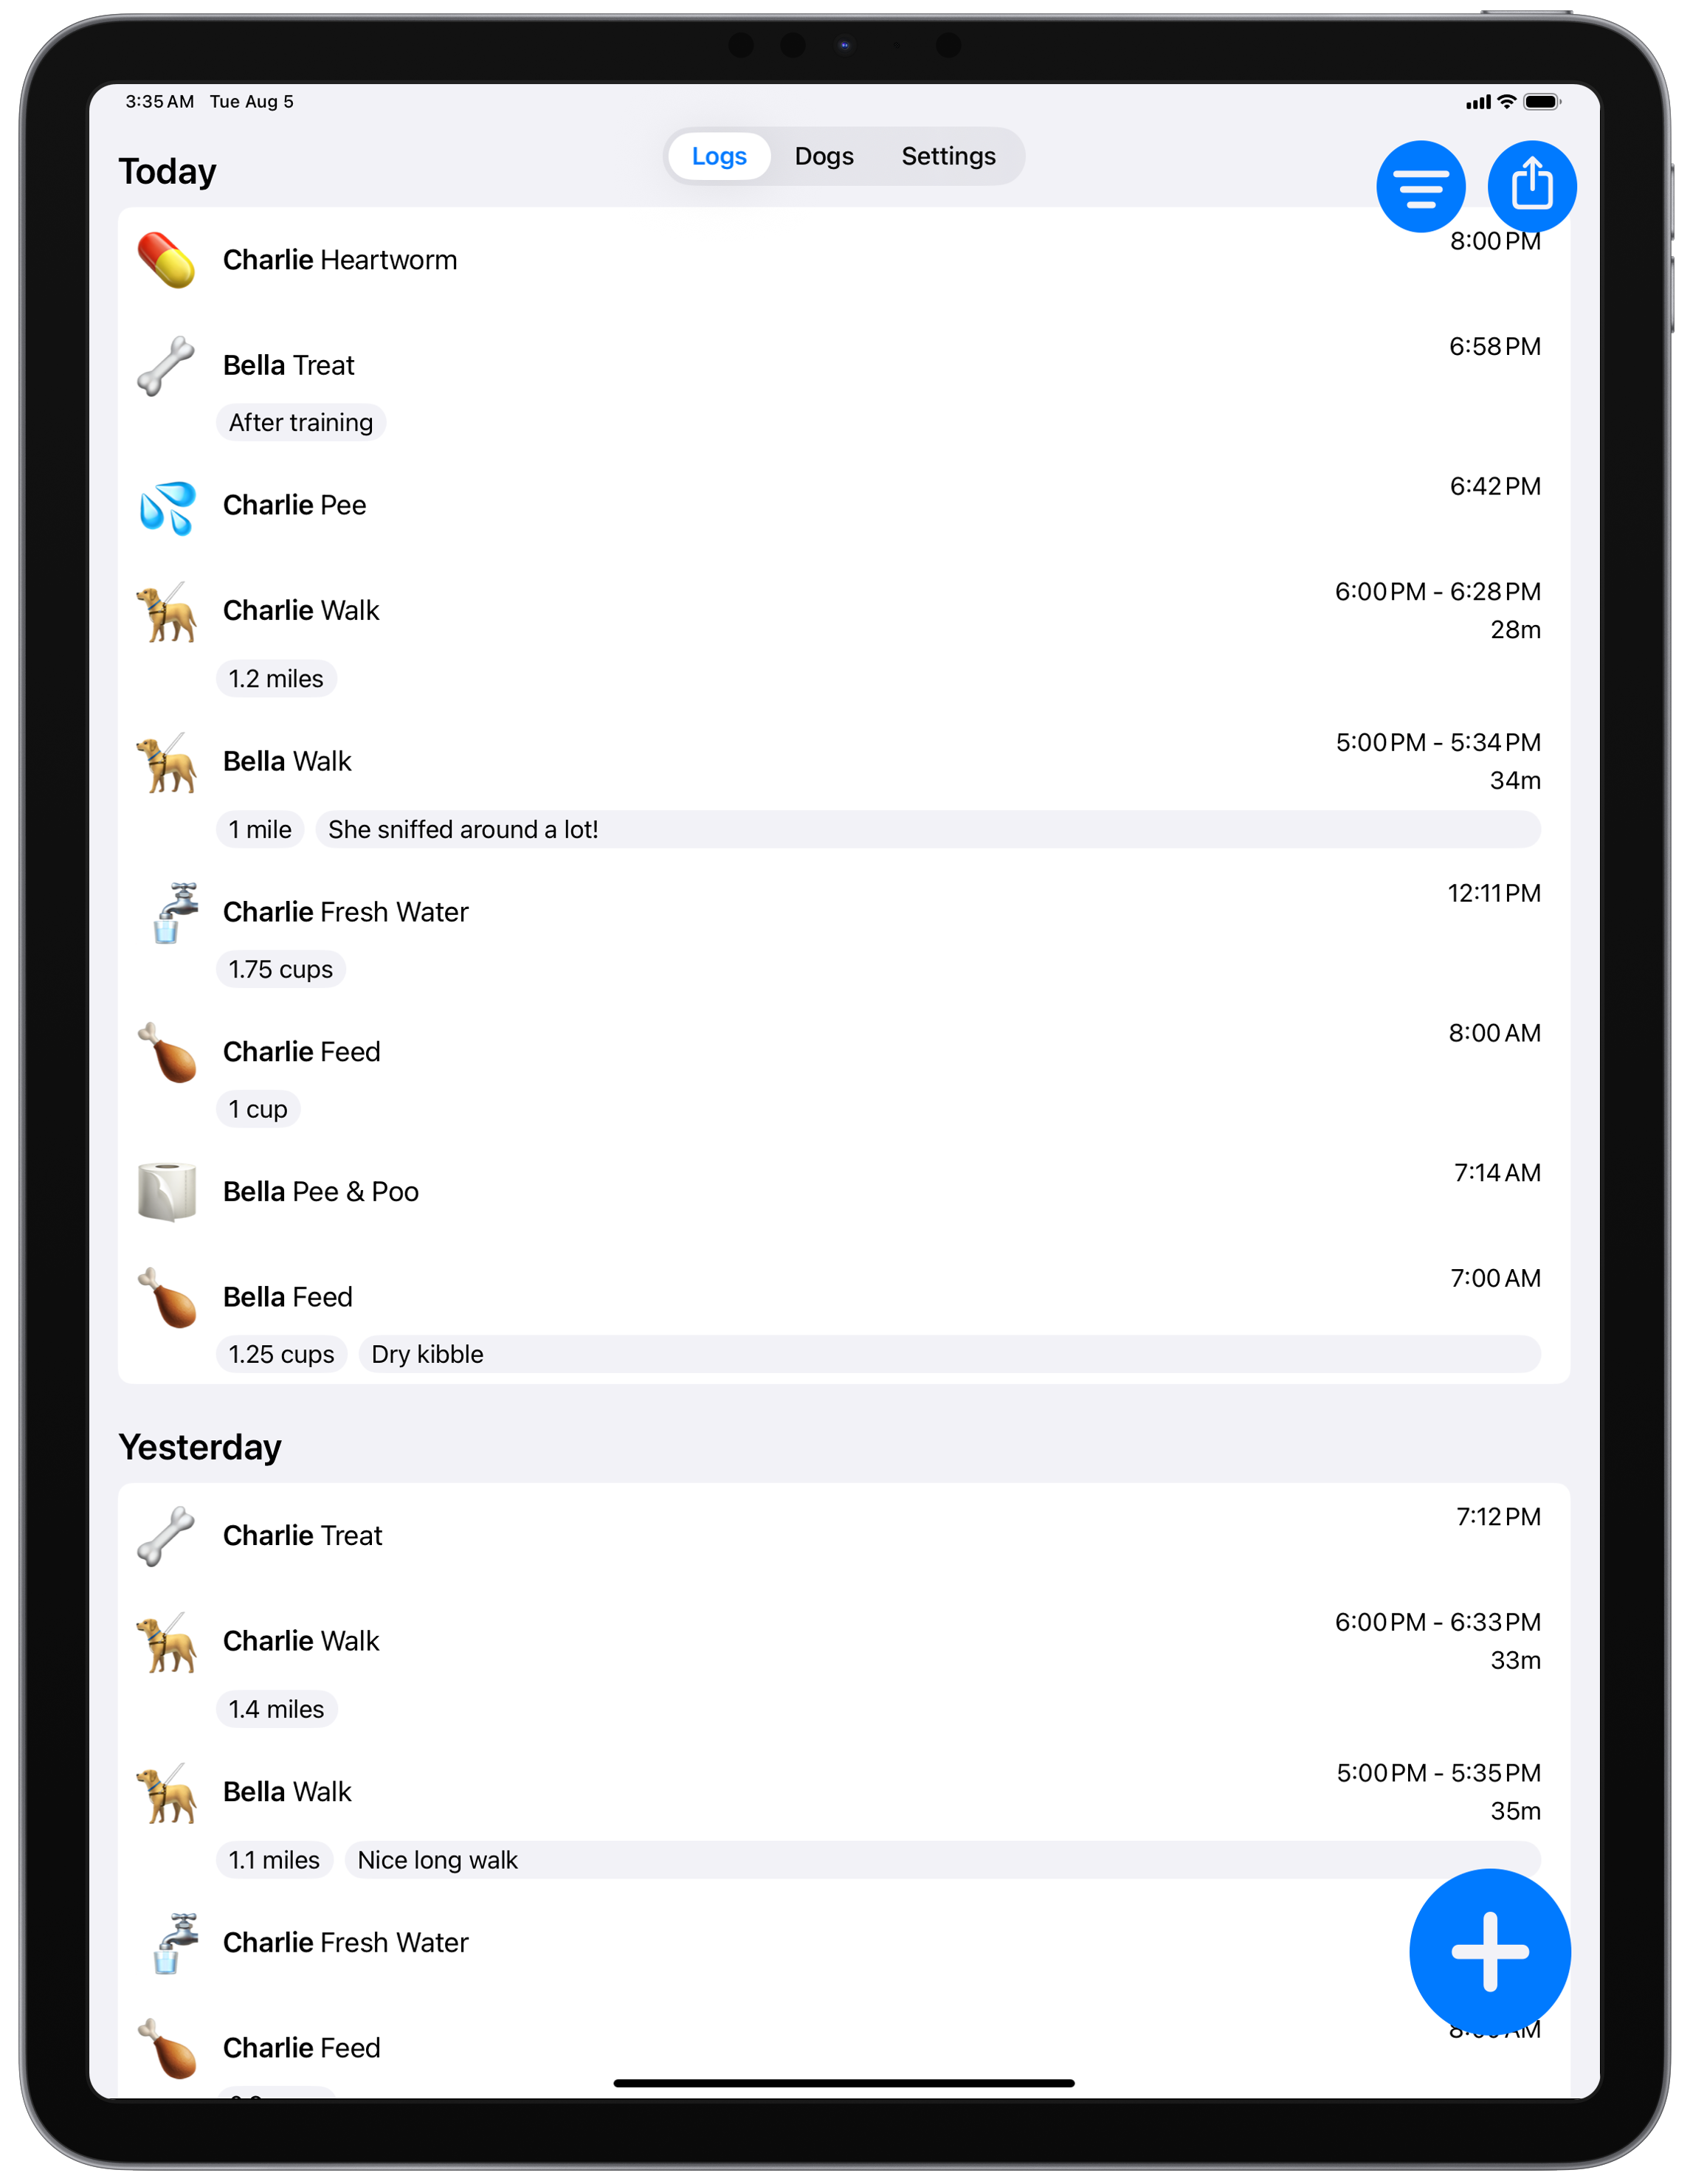 3:35 AM Tue Aug 5
Logs Dogs Settings
Today
Charlie Heartworm 8:00 PM
Bella Treat 6:58 PM
After training
Charlie Pee 6:42 PM
Charlie Walk 6:00 PM - 6:28 PM
28m
1.2 miles
Bella Walk 5:00 PM - 5:34 PM
34m
1 mile She sniffed around a lot!
Charlie Fresh Water 12:11 PM
1.75 cups
Charlie Feed 8:00 AM
1 cup
Bella Pee & Poo 7:14 AM
Bella Feed 7:00 AM
1.25 cups Dry kibble
Yesterday
Charlie Treat 7:12 PM
Charlie Walk 6:00 PM - 6:33 PM
33m
1.4 miles
Bella Walk 5:00 PM - 5:35 PM
35m
1.1 miles Nice long walk
Charlie Fresh Water
Charlie Feed